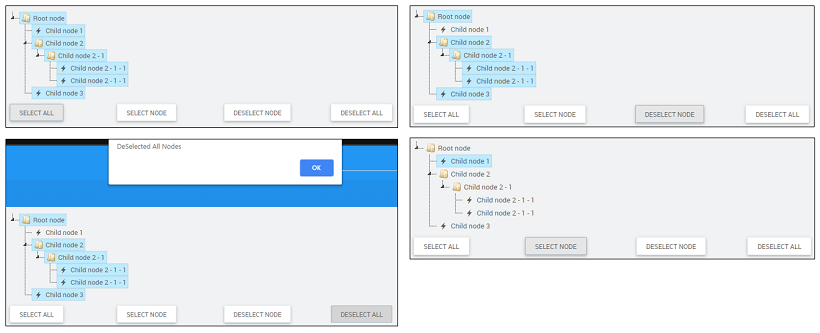 Root node
Child node 1
Child node 2
Child node 2 - 1
Child node 2 - 1 - 1
Child node 2 - 1 - 1
Child node 3
SELECT ALL SELECT NODE DESELECT NODE DESELECT ALL
Root node
Child node 1
Child node 2
Child node 2 - 1
Child node 2 - 1 - 1
Child node 2 - 1 - 1
Child node 3
SELECT ALL SELECT NODE DESELECT NODE DESELECT ALL
DeSelected All Nodes
OK
Root node
Child node 1
Child node 2
Child node 2 - 1
Child node 2 - 1 - 1
Child node 2 - 1 - 1
Child node 3
SELECT ALL SELECT NODE DESELECT NODE DESELECT ALL
Root node
Child node 1
Child node 2
Child node 2 - 1
Child node 2 - 1 - 1
Child node 2 - 1 - 1
Child node 3
SELECT ALL SELECT NODE DESELECT NODE DESELECT ALL